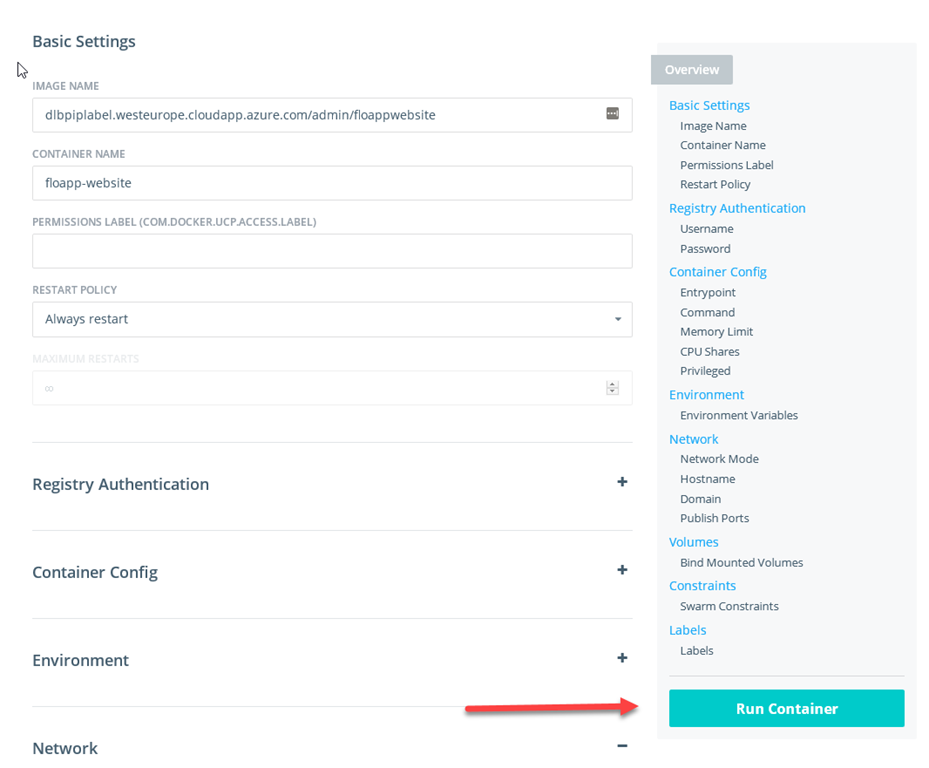 Basic Settings
IMAGE NAME
dlbpiplabel.westeurope.cloudapp.azure.com/admin/floappwebsite
CONTAINER NAME
floapp-website
PERMISSIONS LABEL (COM.DOCKER.UCP.ACCESS.LABEL)
RESTART POLICY
Always restart
MAXIMUM RESTARTS
∞
Registry Authentication
Container Config
Environment
Network
Overview
Basic Settings
Image Name
Container Name
Permissions Label
Restart Policy
Registry Authentication
Username
Password
Container Config
Entrypoint
Command
Memory Limit
CPU Shares
Privileged
Environment
Environment Variables
Network
Network Mode
Hostname
Domain
Publish Ports
Volumes
Bind Mounted Volumes
Constraints
Swarm Constraints
Labels
Labels
Run Container